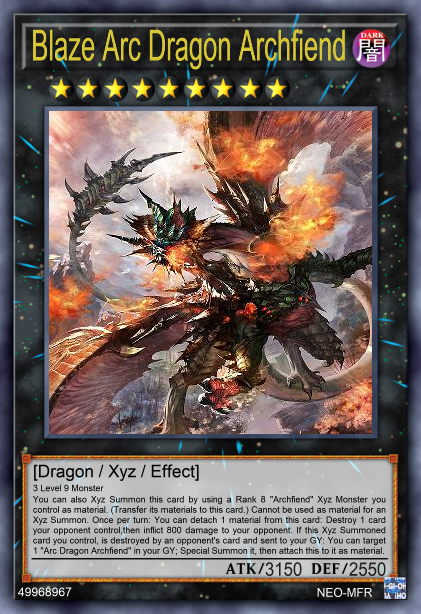 Blaze Arc Dragon Archfiend
DARK
闇
[Dragon / Xyz / Effect]
3 Level 9 Monster
You can also Xyz Summon this card by using a Rank 8 "Archfiend" Xyz Monster you
control as material. (Transfer its materials to this card.) Cannot be used as material for an
Xyz Summon. Once per turn: You can detach 1 material from this card: Destroy 1 card
your opponent control,then inflict 800 damage to your opponent. If this Xyz Summoned
card you control, is destroyed by an opponent's card and sent to your GY: You can target
1 "Arc Dragon Archfiend" in your GY; Special Summon it, then attach this to it as material.
ATK/3150 DEF/2550
49968967 NEO-MFR